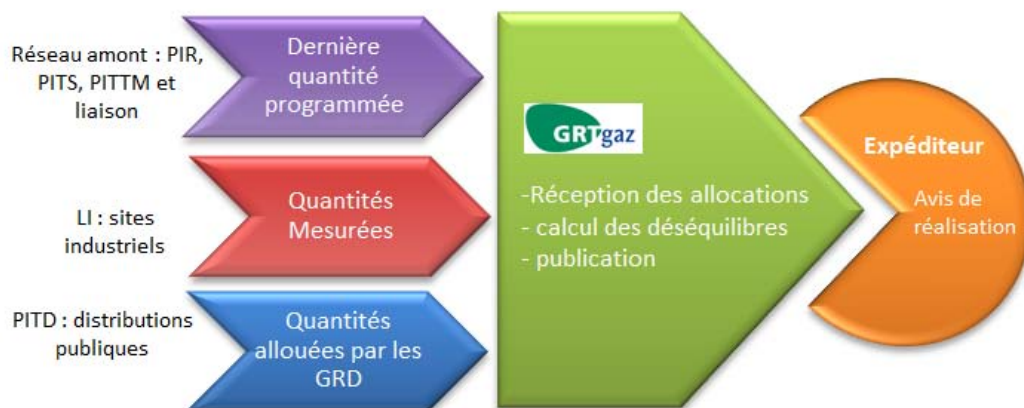 Réseau amont : PIR,
PITS, PITTM et
liaison
Dernière
quantité
programmée
LI : sites
industriels
Quantités
Mesurées
PITD : distributions
publiques
Quantités
allouées par les
GRD
GRTgaz
-Réception des allocations
- calcul des déséquilibres
- publication
Expéditeur
Avis de
réalisation